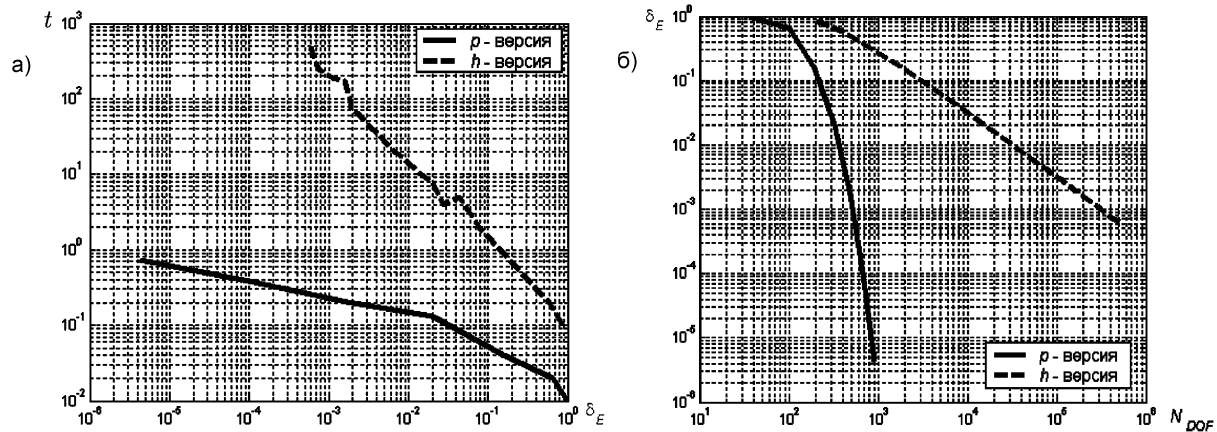 а)
t
10³
10²
10¹
10⁰
10⁻¹
10⁻²
p - версия
h - версия
10⁻⁶ 10⁻⁵ 10⁻⁴ 10⁻³ 10⁻² 10⁻¹ 10⁰ δ_E
б)
δ_E
10⁰
10⁻¹
10⁻²
10⁻³
10⁻⁴
10⁻⁵
10⁻⁶
p - версия
h - версия
10¹ 10² 10³ 10⁴ 10⁵ 10⁶ N_DOF